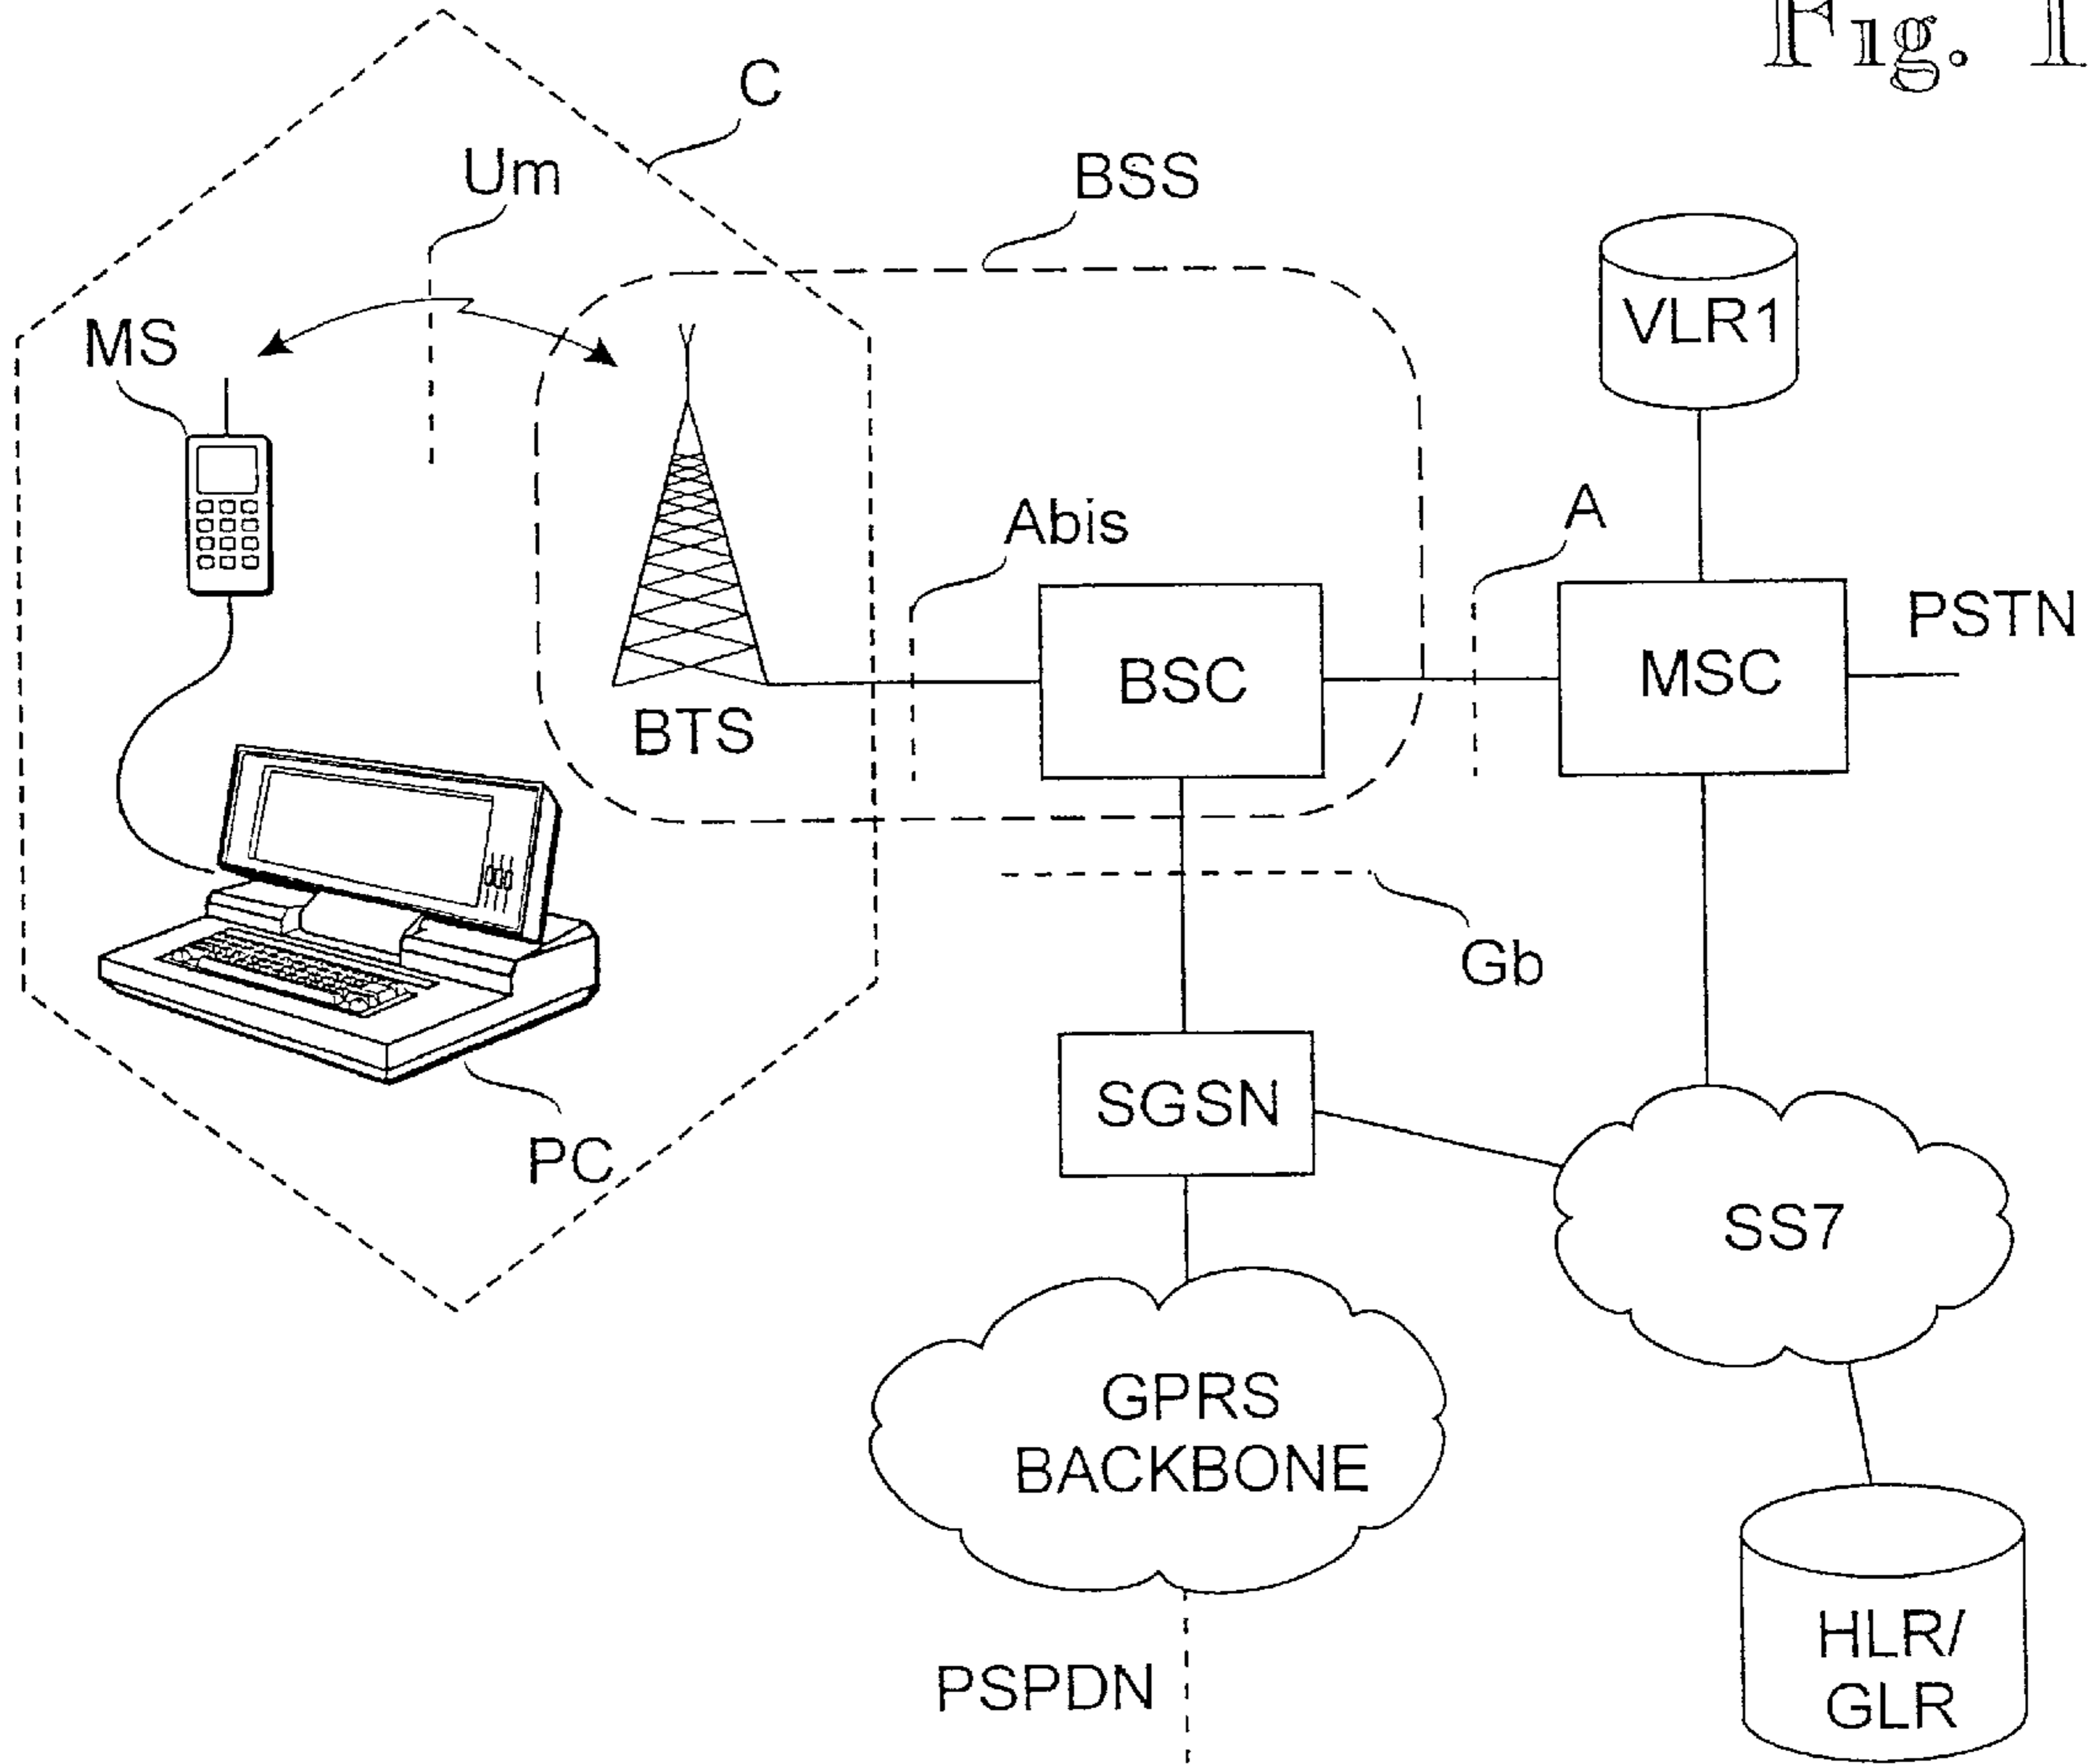 Fig. 1
C
Um
BSS
MS
VLR1
Abis
A
PSTN
BSC
MSC
BTS
Gb
SGSN
PC
SS7
GPRS
BACKBONE
HLR/
GLR
PSPDN